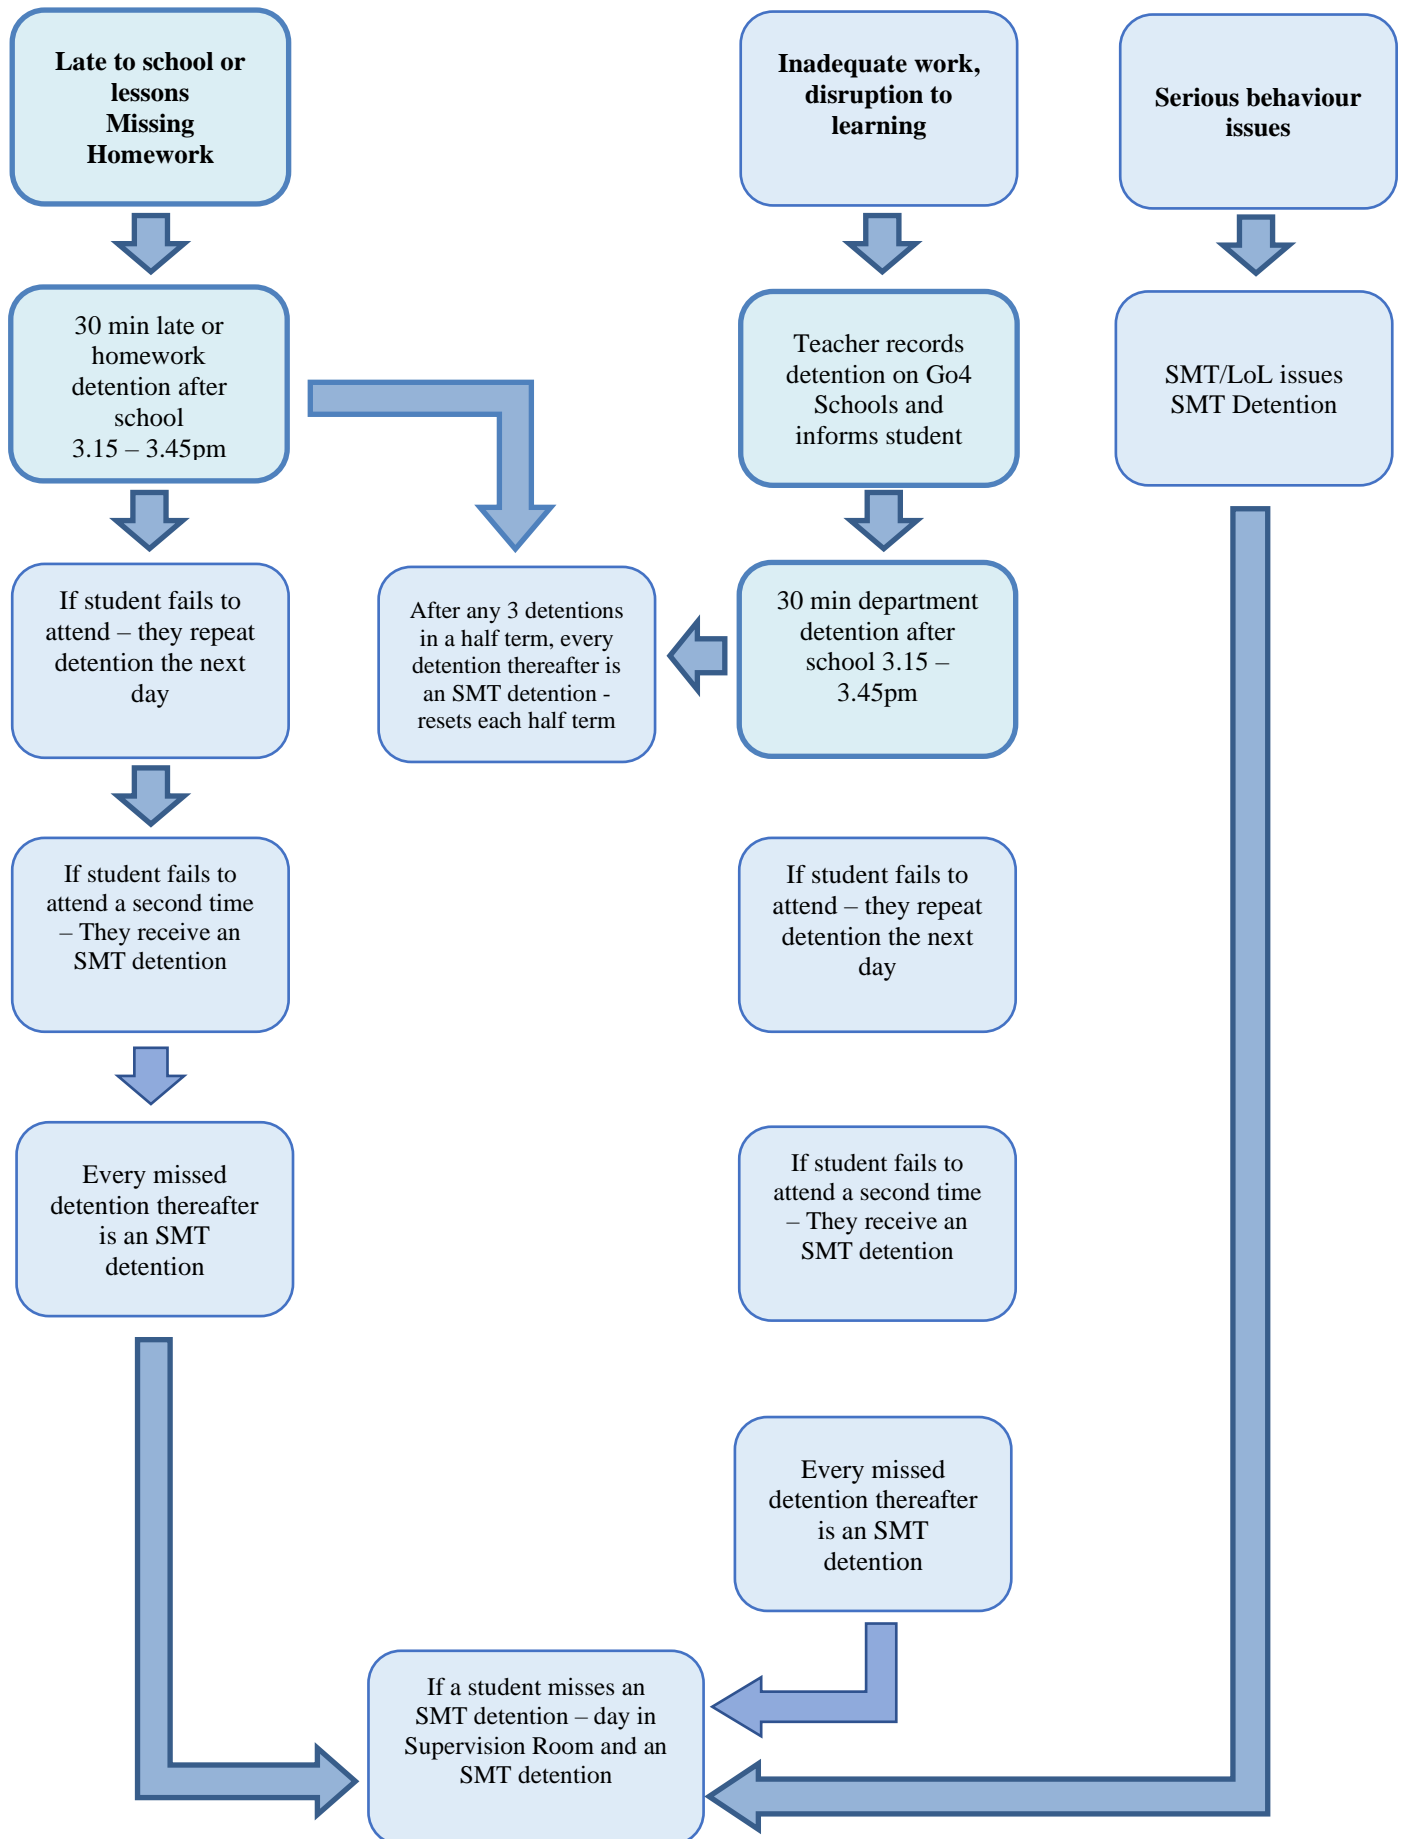 Late to school or
lessons
Missing
Homework
Inadequate work,
disruption to
learning
Serious behaviour
issues
30 min late or
homework
detention after
school
3.15 – 3.45pm
Teacher records
detention on Go4
Schools and
informs student
SMT/LoL issues
SMT Detention
If student fails to
attend – they repeat
detention the next
day
After any 3 detentions
in a half term, every
detention thereafter is
an SMT detention -
resets each half term
30 min department
detention after
school 3.15 –
3.45pm
If student fails to
attend a second time
– They receive an
SMT detention
If student fails to
attend – they repeat
detention the next
day
Every missed
detention thereafter
is an SMT
detention
If student fails to
attend a second time
– They receive an
SMT detention
Every missed
detention thereafter
is an SMT
detention
If a student misses an
SMT detention – day in
Supervision Room and an
SMT detention